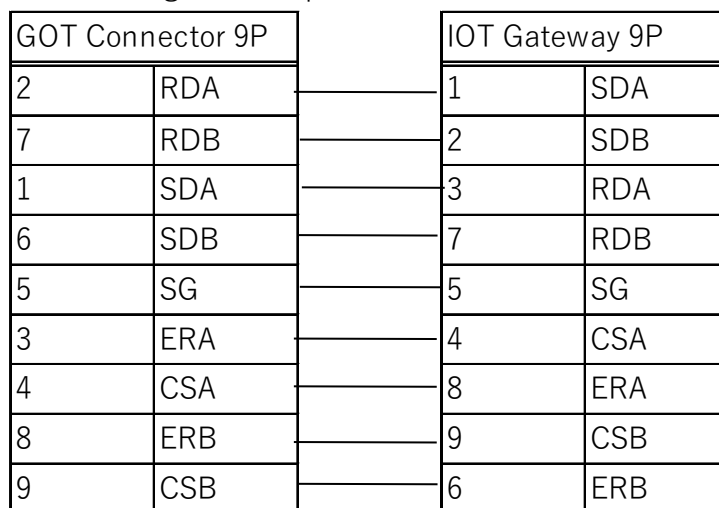 GOT Connector 9P IOT Gateway 9P
2 RDA 1 SDA
7 RDB 2 SDB
1 SDA 3 RDA
6 SDB 7 RDB
5 SG 5 SG
3 ERA 4 CSA
4 CSA 8 ERA
8 ERB 9 CSB
9 CSB 6 ERB